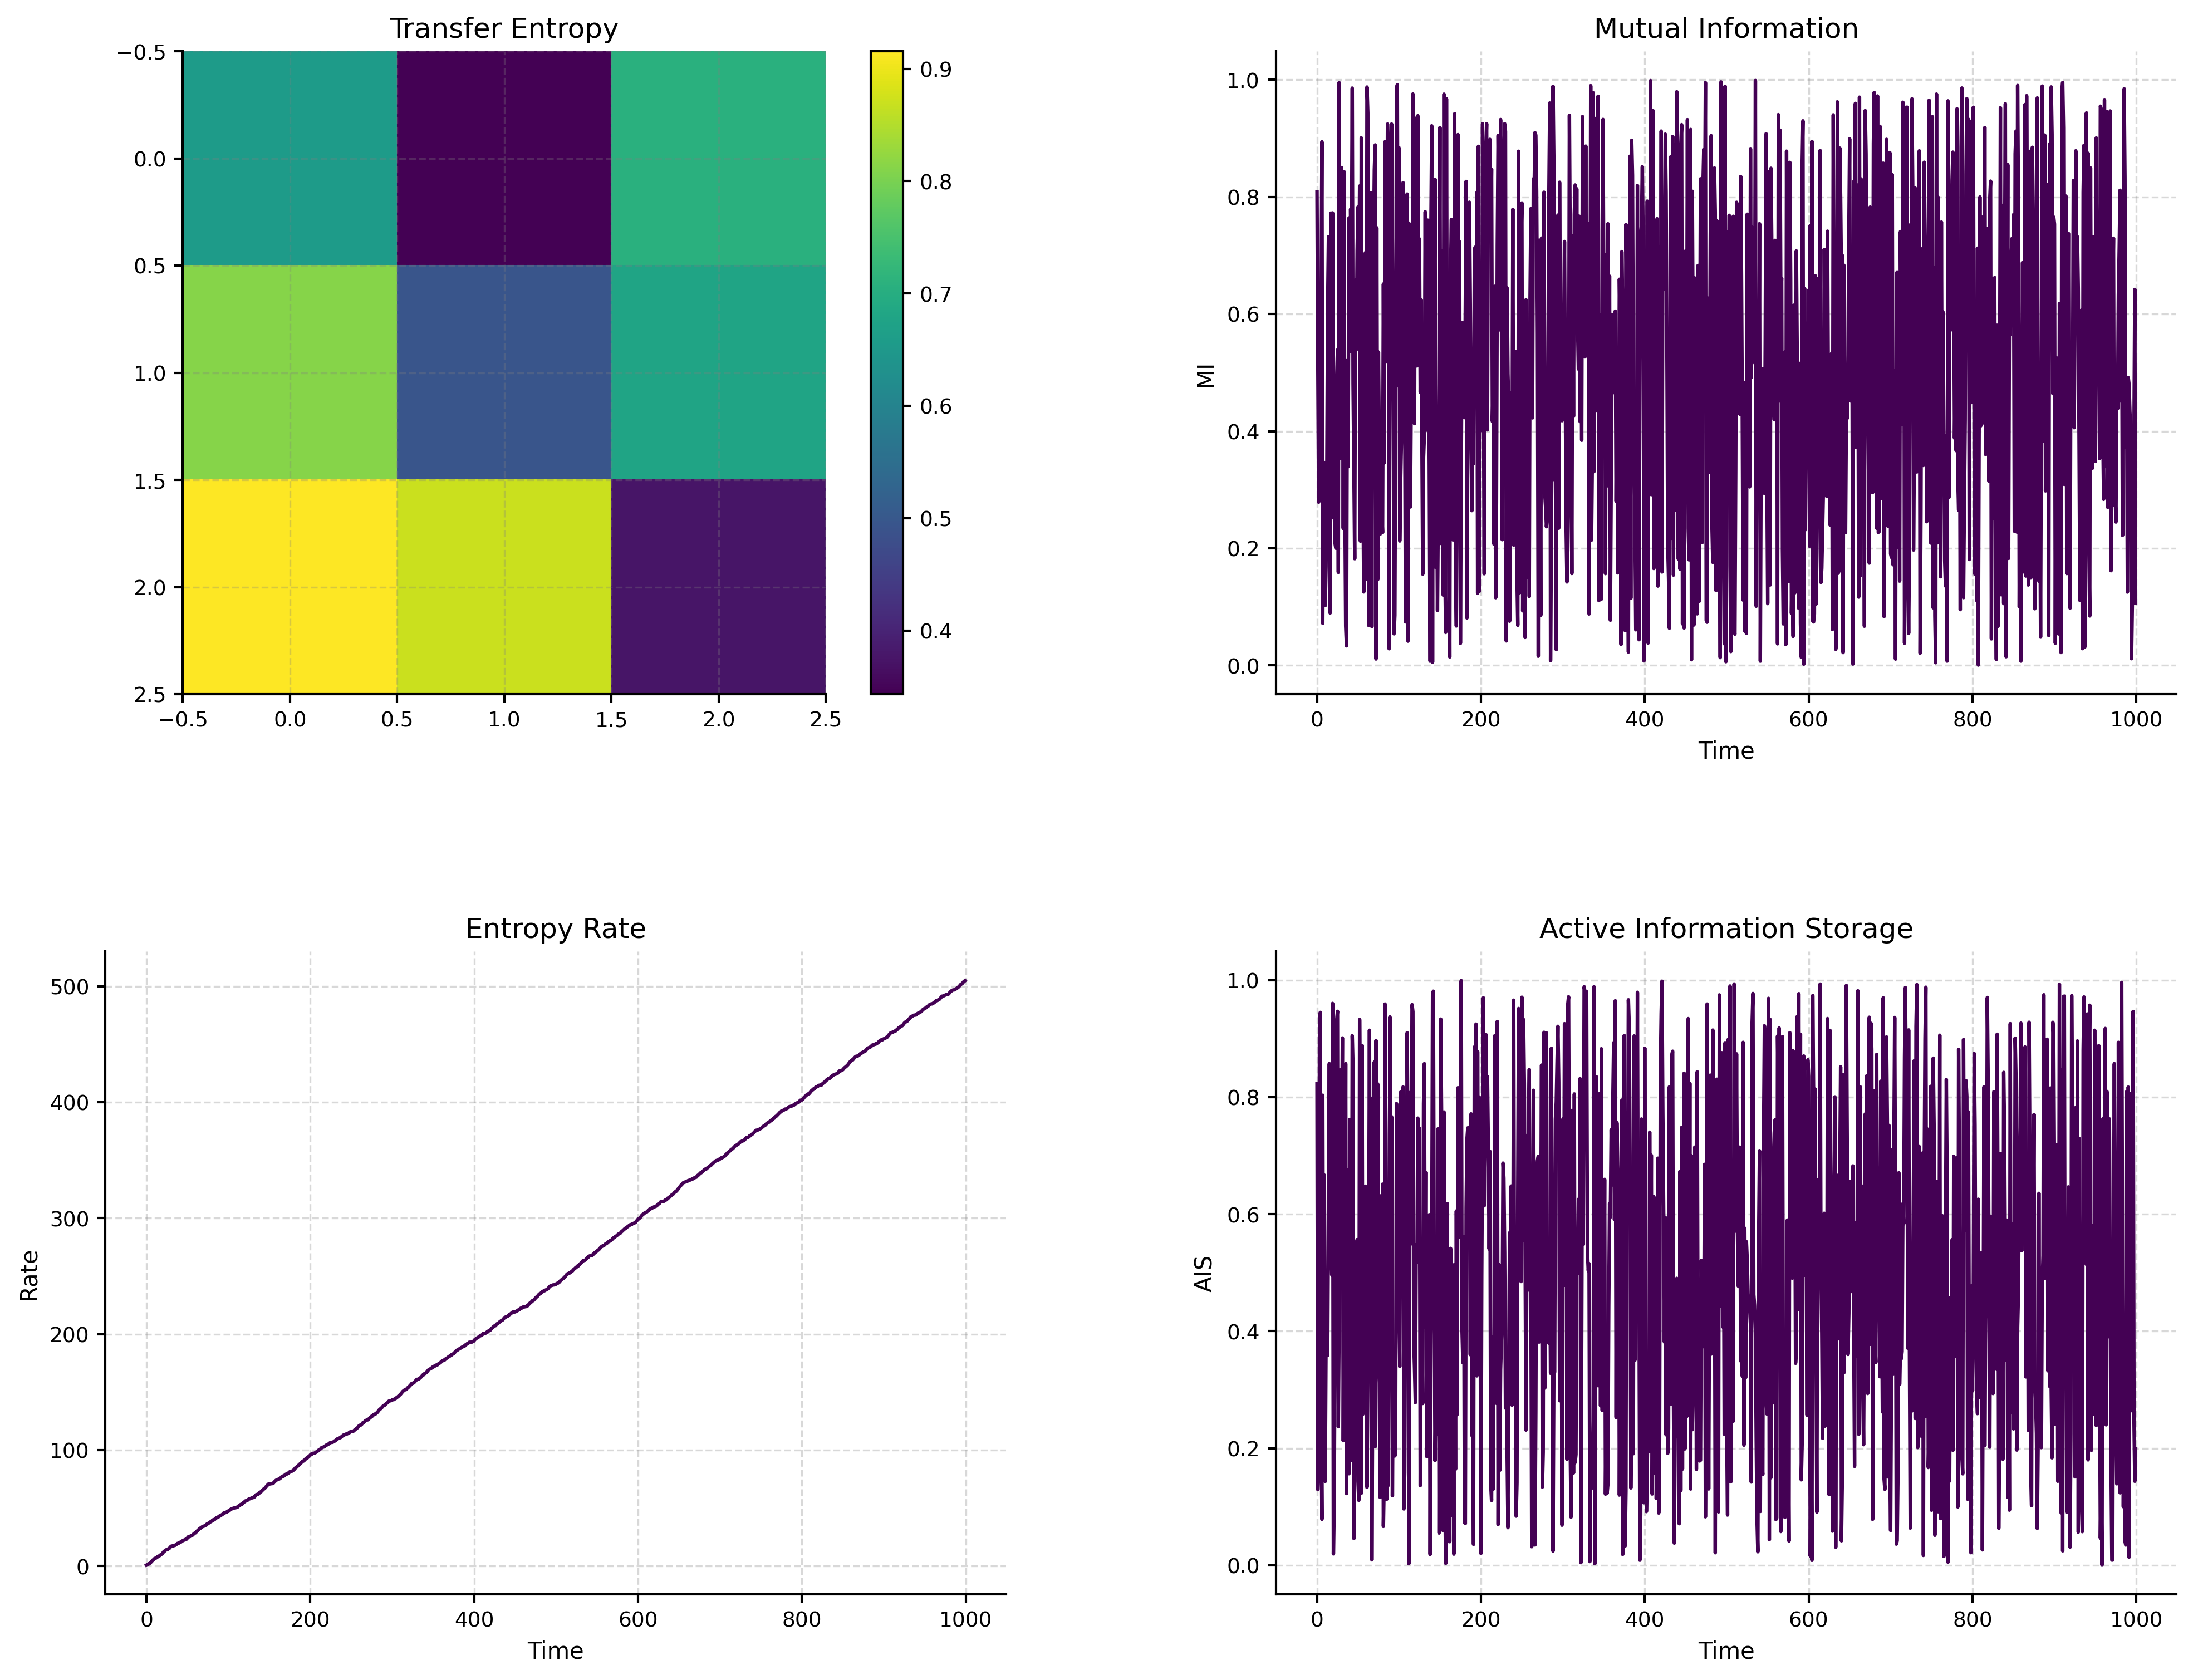 Transfer Entropy
−0.5
0.0
0.5
1.0
1.5
2.0
2.5
−0.5 0.0 0.5 1.0 1.5 2.0 2.5
0.9
0.8
0.7
0.6
0.5
0.4
Mutual Information
MI
1.0
0.8
0.6
0.4
0.2
0.0
0 200 400 600 800 1000
Time
Entropy Rate
Rate
500
400
300
200
100
0
0 200 400 600 800 1000
Time
Active Information Storage
AIS
1.0
0.8
0.6
0.4
0.2
0.0
0 200 400 600 800 1000
Time